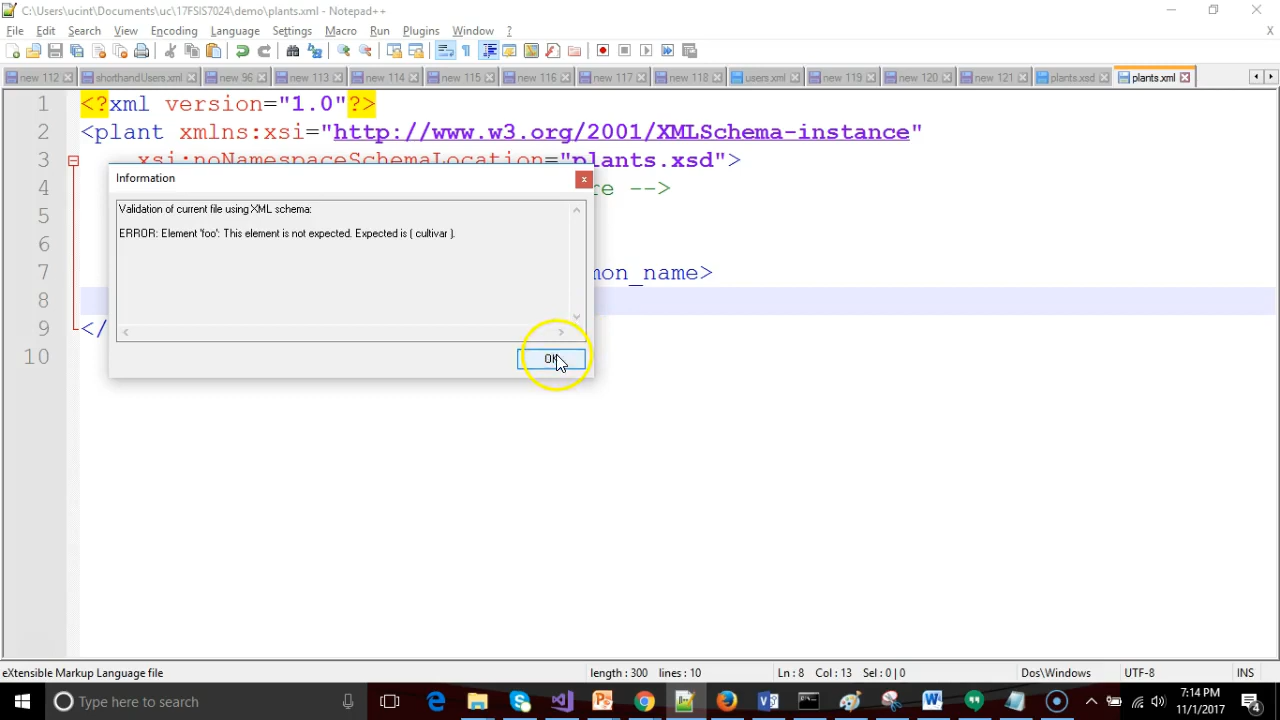 C:\Users\ucint\Documents\uc\17FSIS7024\demo\plants.xml - Notepad++
File Edit Search View Encoding Language Settings Macro Run Plugins Window ? X
new 112 shorthandUsers.xml new 96 new 113 new 114 new 115 new 116 new 117 new 118 users.xml new 119 new 120 new 121 plants.xsd plants.xml
1 <?xml version="1.0"?>
2 <plant xmlns:xsi="http://www.w3.org/2001/XMLSchema-instance"
3 xsi:noNamespaceSchemaLocation="plants.xsd">
4 re -->
5
6
7 mon_name>
8
9 </
10
Information
Validation of current file using XML schema:
ERROR: Element 'foo': This element is not expected. Expected is ( cultivar ).
OK
eXtensible Markup Language file length : 300 lines : 10 Ln : 8 Col : 13 Sel : 0 | 0 Dos\Windows UTF-8 INS
Type here to search
7:14 PM
11/1/2017
4